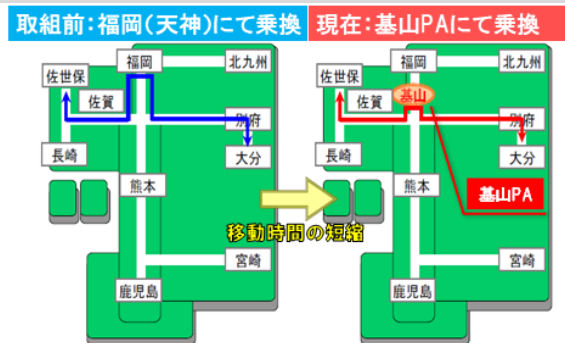 取組前:福岡(天神)にて乗換
現在:基山PAにて乗換
福岡
北九州
佐世保
佐賀
別府
長崎
大分
熊本
宮崎
鹿児島
移動時間の短縮
福岡
北九州
佐世保
佐賀
基山
別府
長崎
大分
熊本
基山PA
宮崎
鹿児島